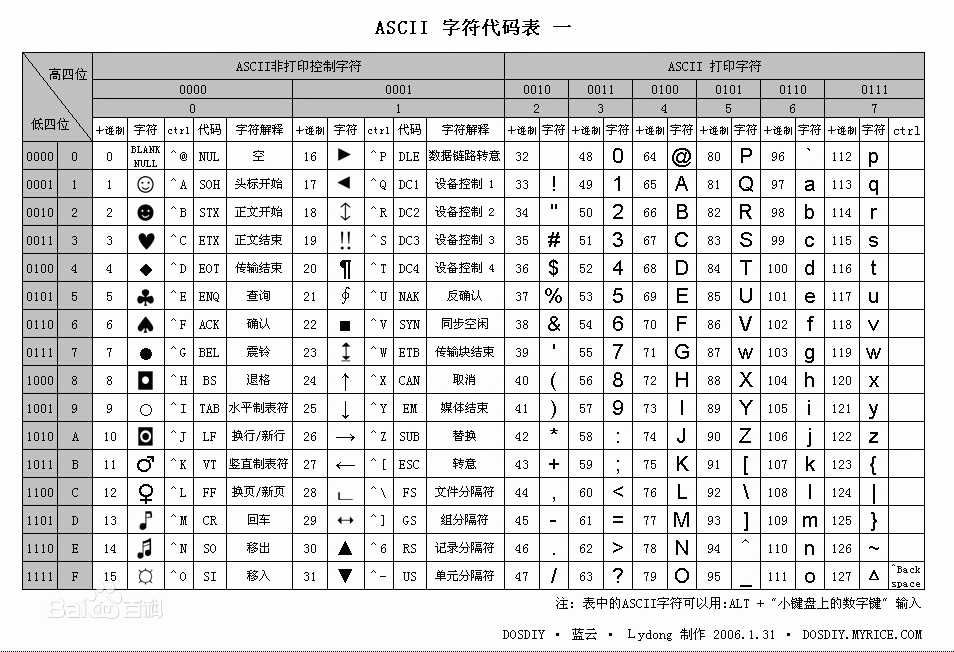 ASCII 字符代码表 一
高四位 ASCII非打印控制字符 ASCII 打印字符
0000 0001 0010 0011 0100 0101 0110 0111
低四位 0 1 2 3 4 5 6 7
十进制 字符 ctrl 代码 字符解释 十进制 字符 ctrl 代码 字符解释 十进制 字符 十进制 字符 十进制 字符 十进制 字符 十进制 字符 十进制 字符 ctrl
0000 0 0 BLANK NULL ^@ NUL 空 16 ► ^P DLE 数据链路转意 32 48 0 64 @ 80 P 96 ` 112 p
0001 1 1 ☺ ^A SOH 头标开始 17 ◄ ^Q DC1 设备控制 1 33 ! 49 1 65 A 81 Q 97 a 113 q
0010 2 2 ☻ ^B STX 正文开始 18 ↕ ^R DC2 设备控制 2 34 " 50 2 66 B 82 R 98 b 114 r
0011 3 3 ♥ ^C ETX 正文结束 19 ‼ ^S DC3 设备控制 3 35 # 51 3 67 C 83 S 99 c 115 s
0100 4 4 ♦ ^D EOT 传输结束 20 ¶ ^T DC4 设备控制 4 36 $ 52 4 68 D 84 T 100 d 116 t
0101 5 5 ♣ ^E ENQ 查询 21 ∮ ^U NAK 反确认 37 % 53 5 69 E 85 U 101 e 117 u
0110 6 6 ♠ ^F ACK 确认 22 ■ ^V SYN 同步空闲 38 & 54 6 70 F 86 V 102 f 118 v
0111 7 7 ● ^G BEL 震铃 23 ↨ ^W ETB 传输块结束 39 ' 55 7 71 G 87 w 103 g 119 w
1000 8 8 ◘ ^H BS 退格 24 ↑ ^X CAN 取消 40 ( 56 8 72 H 88 X 104 h 120 x
1001 9 9 ○ ^I TAB 水平制表符 25 ↓ ^Y EM 媒体结束 41 ) 57 9 73 I 89 Y 105 i 121 y
1010 A 10 ◙ ^J LF 换行/新行 26 → ^Z SUB 替换 42 * 58 : 74 J 90 Z 106 j 122 z
1011 B 11 ♂ ^K VT 竖直制表符 27 ← ^[ ESC 转意 43 + 59 ; 75 K 91 [ 107 k 123 {
1100 C 12 ♀ ^L FF 换页/新页 28 ∟ ^\ FS 文件分隔符 44 , 60 < 76 L 92 \ 108 l 124 |
1101 D 13 ♪ ^M CR 回车 29 ↔ ^] GS 组分隔符 45 - 61 = 77 M 93 ] 109 m 125 }
1110 E 14 ♫ ^N SO 移出 30 ▲ ^6 RS 记录分隔符 46 . 62 > 78 N 94 ^ 110 n 126 ~
1111 F 15 ☼ ^O SI 移入 31 ▼ ^- US 单元分隔符 47 / 63 ? 79 O 95 _ 111 o 127 Δ ^Back space
注: 表中的ASCII字符可以用:ALT + "小键盘上的数字键" 输入
Bai百科
DOSDIY · 蓝云 · Lydong 制作 2006.1.31 · DOSDIY.MYRICE.COM